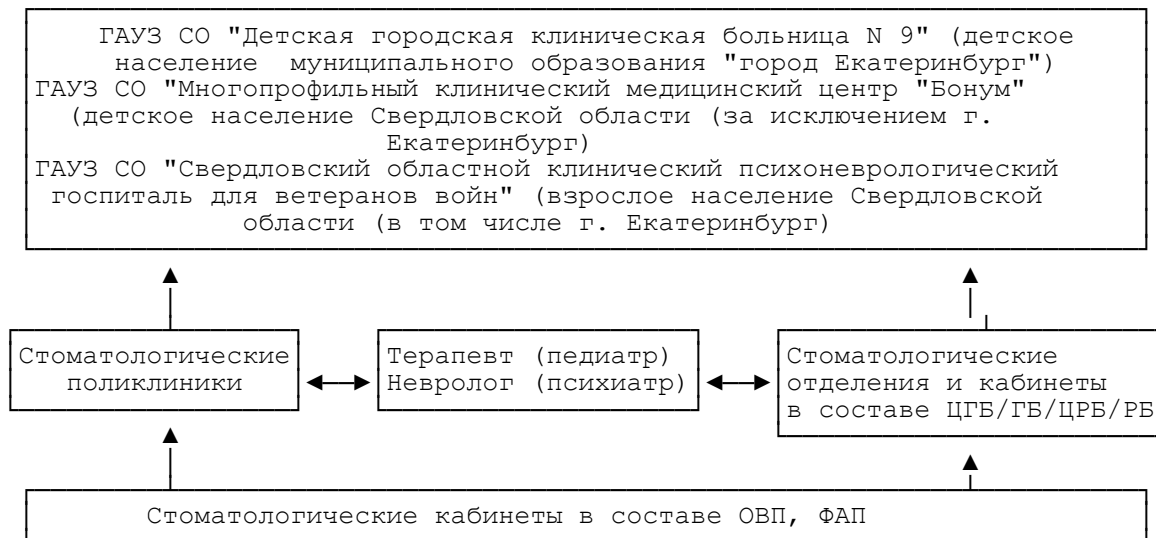 ГАУЗ СО "Детская городская клиническая больница N 9" (детское
население муниципального образования "город Екатеринбург")
ГАУЗ СО "Многопрофильный клинический медицинский центр "Бонум"
(детское население Свердловской области (за исключением г.
Екатеринбург)
ГАУЗ СО "Свердловский областной клинический психоневрологический
госпиталь для ветеранов войн" (взрослое население Свердловской
области (в том числе г. Екатеринбург)
Стоматологические
поликлиники
Терапевт (педиатр)
Невролог (психиатр)
Стоматологические
отделения и кабинеты
в составе ЦГБ/ГБ/ЦРБ/РБ
Стоматологические кабинеты в составе ОВП, ФАП